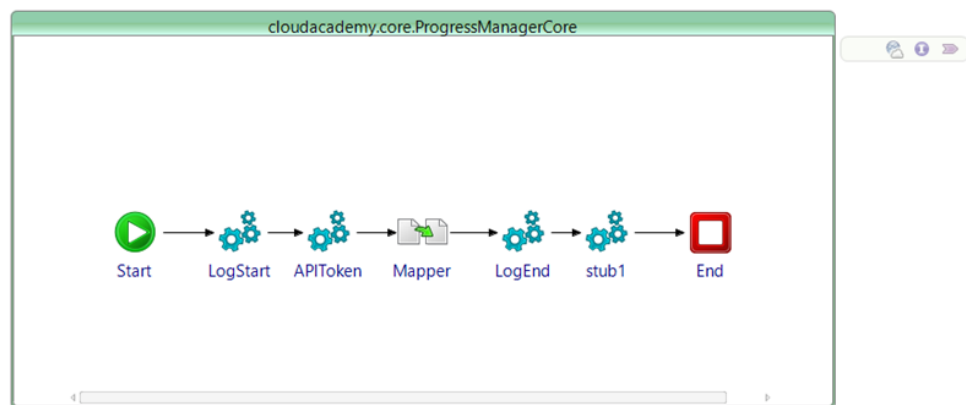 cloudacademy.core.ProgressManagerCore
Start
LogStart
APIToken
Mapper
LogEnd
stub1
End